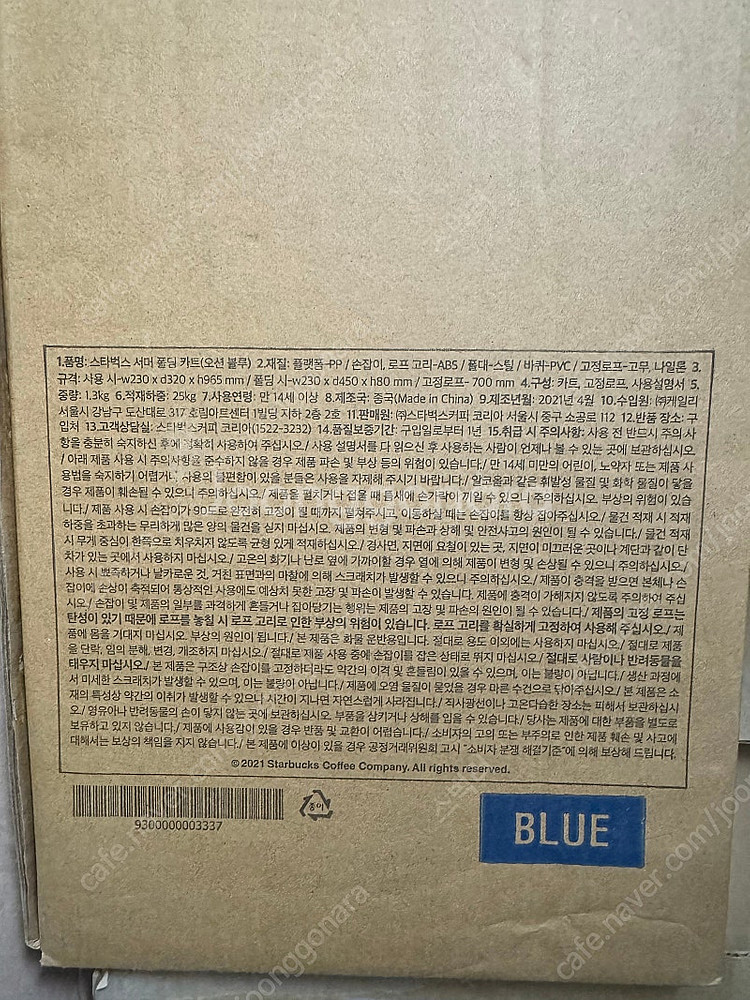 1.품명: 스타벅스 서머 폴딩 카트(오션 블루) 2.재질: 플랫폼-PP / 손잡이, 로프 고리-ABS / 폴대-스틸 / 바퀴-PVC / 고정로프-고무, 나일론 3.
규격: 사용 시-w230 x d320 x h965 mm / 폴딩 시-w230 x d450 x h80 mm / 고정로프- 700 mm 4.구성: 카트, 고정로프, 사용설명서 5.
중량: 1.3kg 6.적재하중: 25kg 7.사용연령: 만 14세 이상 8.제조국: 중국(Made in China) 9.제조년월: 2021년 4월 10.수입원: ㈜케일리
서울시 강남구 도산대로 317 호림아트센터 1빌딩 지하 2층 2호 11.판매원: ㈜스타벅스커피 코리아 서울시 중구 소공로 112 12.반품 장소: 구
입처 13.고객상담실: 스타벅스커피 코리아(1522-3232) 14.품질보증기간: 구입일로부터 1년 15.취급 시 주의사항: 사용 전 반드시 주의 사
항을 충분히 숙지하신 후에 정확히 사용하여 주십시오./ 사용 설명서를 다 읽으신 후 사용하는 사람이 언제나 볼 수 있는 곳에 보관하십시오.
/ 아래 제품 사용 시 주의사항을 준수하지 않을 경우 제품 파손 및 부상 등의 위험이 있습니다./ 만 14세 미만의 어린이, 노약자 또는 제품 사
용법을 숙지하기 어렵거나 사용의 불편함이 있을 분들은 사용을 자제해 주시기 바랍니다./ 알코올과 같은 휘발성 물질 및 화학 물질이 닿을
경우 제품이 훼손될 수 있으니 주의하십시오./ 제품을 펼치거나 접을 때 틈새에 손가락이 끼일 수 있으니 주의하십시오. 부상의 위험이 있습
니다./ 제품 사용 시 손잡이가 90도로 완전히 고정이 될 때까지 펼쳐주시고, 이동하실 때는 손잡이를 항상 잡아주십시오./ 물건 적재 시 적재
하중을 초과하는 무리하게 많은 양의 물건을 싣지 마십시오. 제품의 변형 및 파손과 상해 및 안전사고의 원인이 될 수 있습니다./ 물건 적재
시 무게 중심이 한쪽으로 치우치지 않도록 균형 있게 적재하십시오./ 경사면, 지면에 요철이 있는 곳, 지면이 미끄러운 곳이나 계단과 같이 단
차가 있는 곳에서 사용하지 마십시오./ 고온의 화기나 난로 옆에 가까이할 경우 열에 의해 제품이 변형 및 손상될 수 있으니 주의하십시오./
사용 시 뾰족하거나 날카로운 것, 거친 표면과의 마찰에 의해 스크래치가 발생할 수 있으니 주의하십시오./ 제품이 충격을 받으면 본체나 손
잡이에 손상이 축적되어 통상적인 사용에도 예상치 못한 고장 및 파손이 발생할 수 있습니다. 제품에 충격이 가해지지 않도록 주의하여 주십
시오./ 손잡이 및 제품의 일부를 과격하게 흔들거나 잡아당기는 행위는 제품의 고장 및 파손의 원인이 될 수 있습니다./ 제품의 고정 로프는
탄성이 있기 때문에 로프를 놓칠 시 로프 고리로 인한 부상의 위험이 있습니다. 로프 고리를 확실하게 고정하여 사용해 주십시오./ 제
품에 몸을 기대지 마십시오. 부상의 원인이 됩니다./ 본 제품은 화물 운반용입니다. 절대로 용도 이외에는 사용하지 마십시오./ 절대로 제품
을 단락, 임의 분해, 변경, 개조하지 마십시오./ 절대로 제품 사용 중에 손잡이를 잡은 상태로 뛰지 마십시오./ 절대로 사람이나 반려동물을
태우지 마십시오./ 본 제품은 구조상 손잡이를 고정하더라도 약간의 이격 및 흔들림이 있을 수 있으며, 이는 불량이 아닙니다./ 생산 과정에
서 미세한 스크래치가 발생할 수 있으며, 이는 불량이 아닙니다./ 제품에 오염 물질이 묻었을 경우 마른 수건으로 닦아주십시오./ 본 제품은 소
재의 특성상 약간의 이취가 발생할 수 있으니 시간이 지나면 자연스럽게 사라집니다./ 직사광선이나 고온다습한 장소는 피해서 보관하십시
오./ 영유아나 반려동물의 손이 닿지 않는 곳에 보관하십시오. 부품을 삼키거나 상해를 입을 수 있습니다./ 당사는 제품에 대한 부품을 별도로
보유하고 있지 않습니다./ 제품에 사용감이 있을 경우 반품 및 교환이 어렵습니다./ 소비자의 고의 또는 부주의로 인한 제품 훼손 및 사고에
대해서는 보상의 책임을 지지 않습니다./ 본 제품에 이상이 있을 경우 공정거래위원회 고시 "소비자 분쟁 해결기준"에 의해 보상해 드립니다.
©2021 Starbucks Coffee Company. All rights reserved.
9300000003337
종이
BLUE
cafe.naver.com/joonggonara